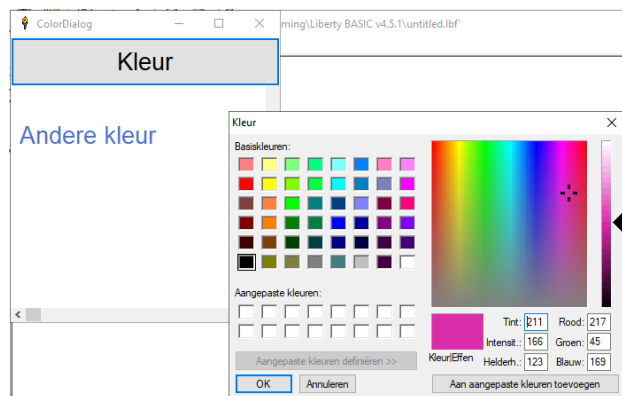 ColorDialog
ming\Liberty BASIC v4.5.1\untitled.lbf'
Kleur
Andere kleur
Kleur
Basiskleuren:
Aangepaste kleuren:
Aangepaste kleuren definiëren >>
OK
Annuleren
Kleur|Effen
Tint: 211
Rood: 217
Intensit.: 166
Groen: 45
Helderh.: 123
Blauw: 169
Aan aangepaste kleuren toevoegen